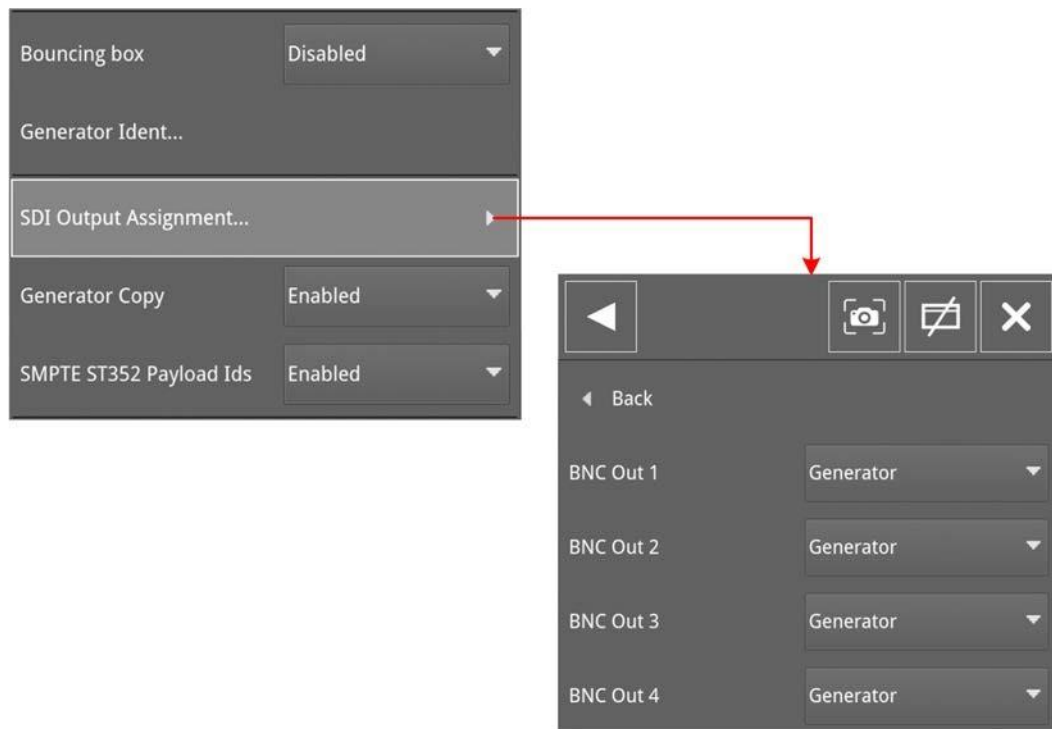 Bouncing box Disabled
Generator Ident...
SDI Output Assignment...
Generator Copy Enabled
SMPTE ST352 Payload Ids Enabled
Back
BNC Out 1 Generator
BNC Out 2 Generator
BNC Out 3 Generator
BNC Out 4 Generator